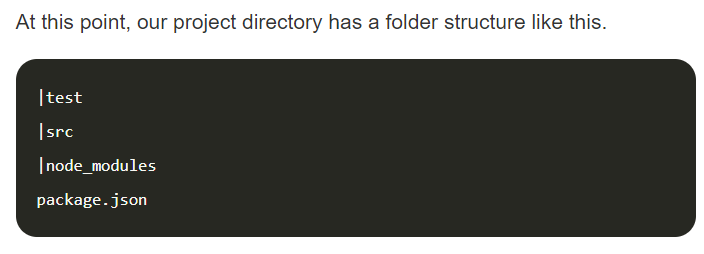 At this point, our project directory has a folder structure like this.
|test
|src
|node_modules
package.json